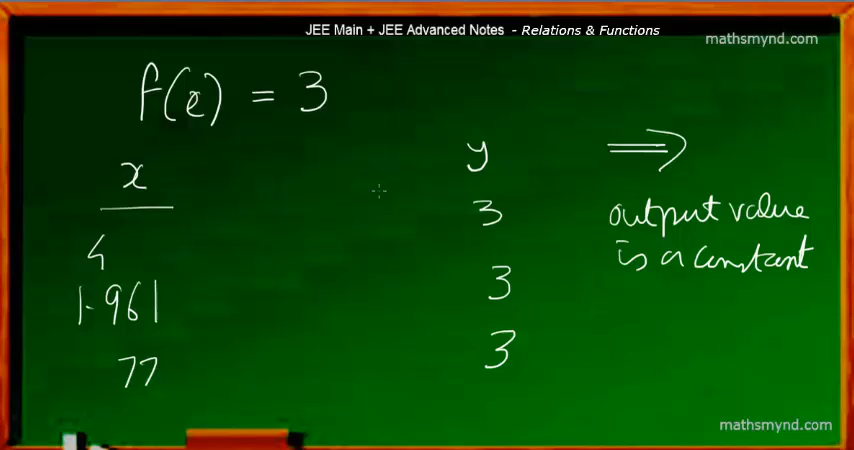 JEE Main + JEE Advanced Notes - Relations & Functions
mathsmynd.com
f(x) = 3
x y ⟹
4 3 output value
is a constant
1.961 3
77 3
mathsmynd.com